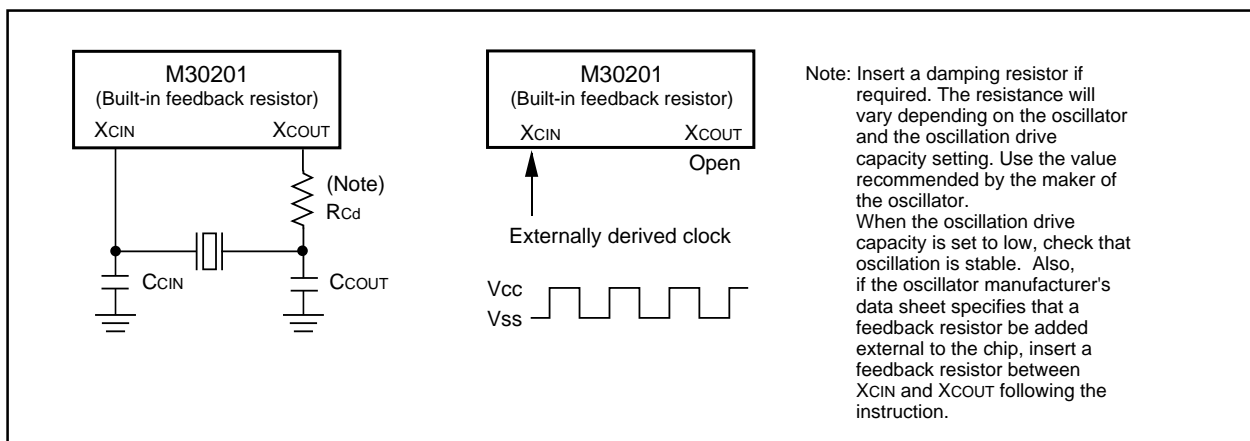 M30201
(Built-in feedback resistor)
XCIN XCOUT
(Note)
RCd
CCIN
CCOUT
M30201
(Built-in feedback resistor)
XCIN XCOUT
Open
Externally derived clock
Vcc
Vss
Note: Insert a damping resistor if
required. The resistance will
vary depending on the oscillator
and the oscillation drive
capacity setting. Use the value
recommended by the maker of
the oscillator.
When the oscillation drive
capacity is set to low, check that
oscillation is stable. Also,
if the oscillator manufacturer's
data sheet specifies that a
feedback resistor be added
external to the chip, insert a
feedback resistor between
XCIN and XCOUT following the
instruction.